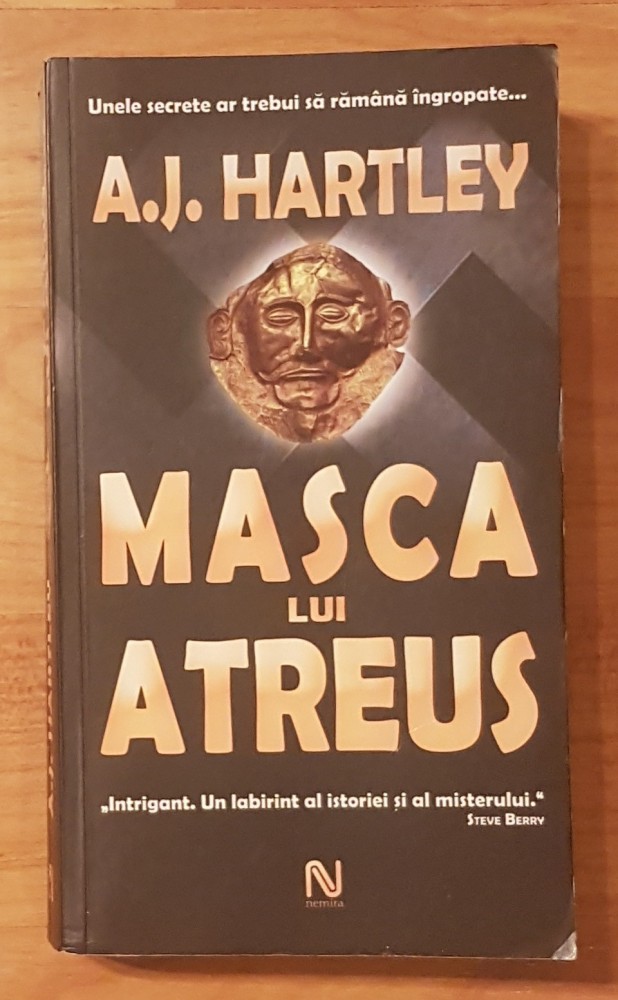 Unele secrete ar trebui să rămână îngropate...
A.J. HARTLEY
MASCA
LUI
ATREUS
„Intrigant. Un labirint al istoriei și al misterului.“
STEVE BERRY
nemira